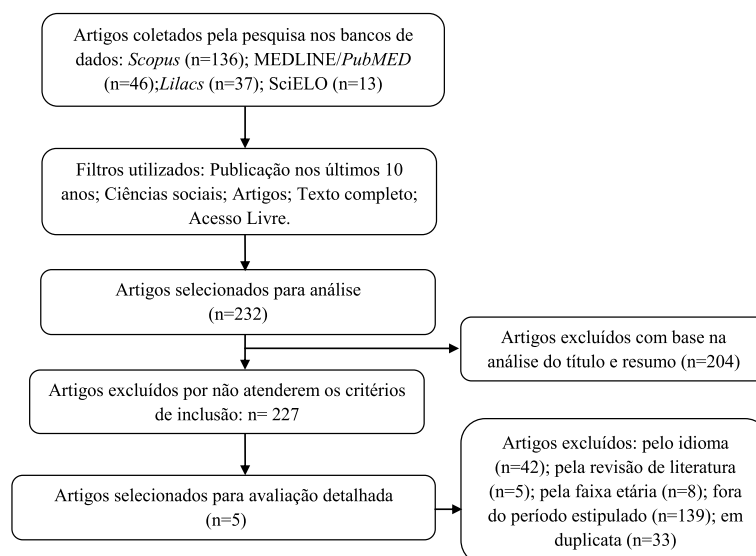 Artigos coletados pela pesquisa nos bancos de
dados: Scopus (n=136); MEDLINE/PubMED
(n=46);Lilacs (n=37); SciELO (n=13)
Filtros utilizados: Publicação nos últimos 10
anos; Ciências sociais; Artigos; Texto completo;
Acesso Livre.
Artigos selecionados para análise
(n=232)
Artigos excluídos com base na
análise do título e resumo (n=204)
Artigos excluídos por não atenderem os critérios
de inclusão: n= 227
Artigos selecionados para avaliação detalhada
(n=5)
Artigos excluídos: pelo idioma
(n=42); pela revisão de literatura
(n=5); pela faixa etária (n=8); fora
do período estipulado (n=139); em
duplicata (n=33)